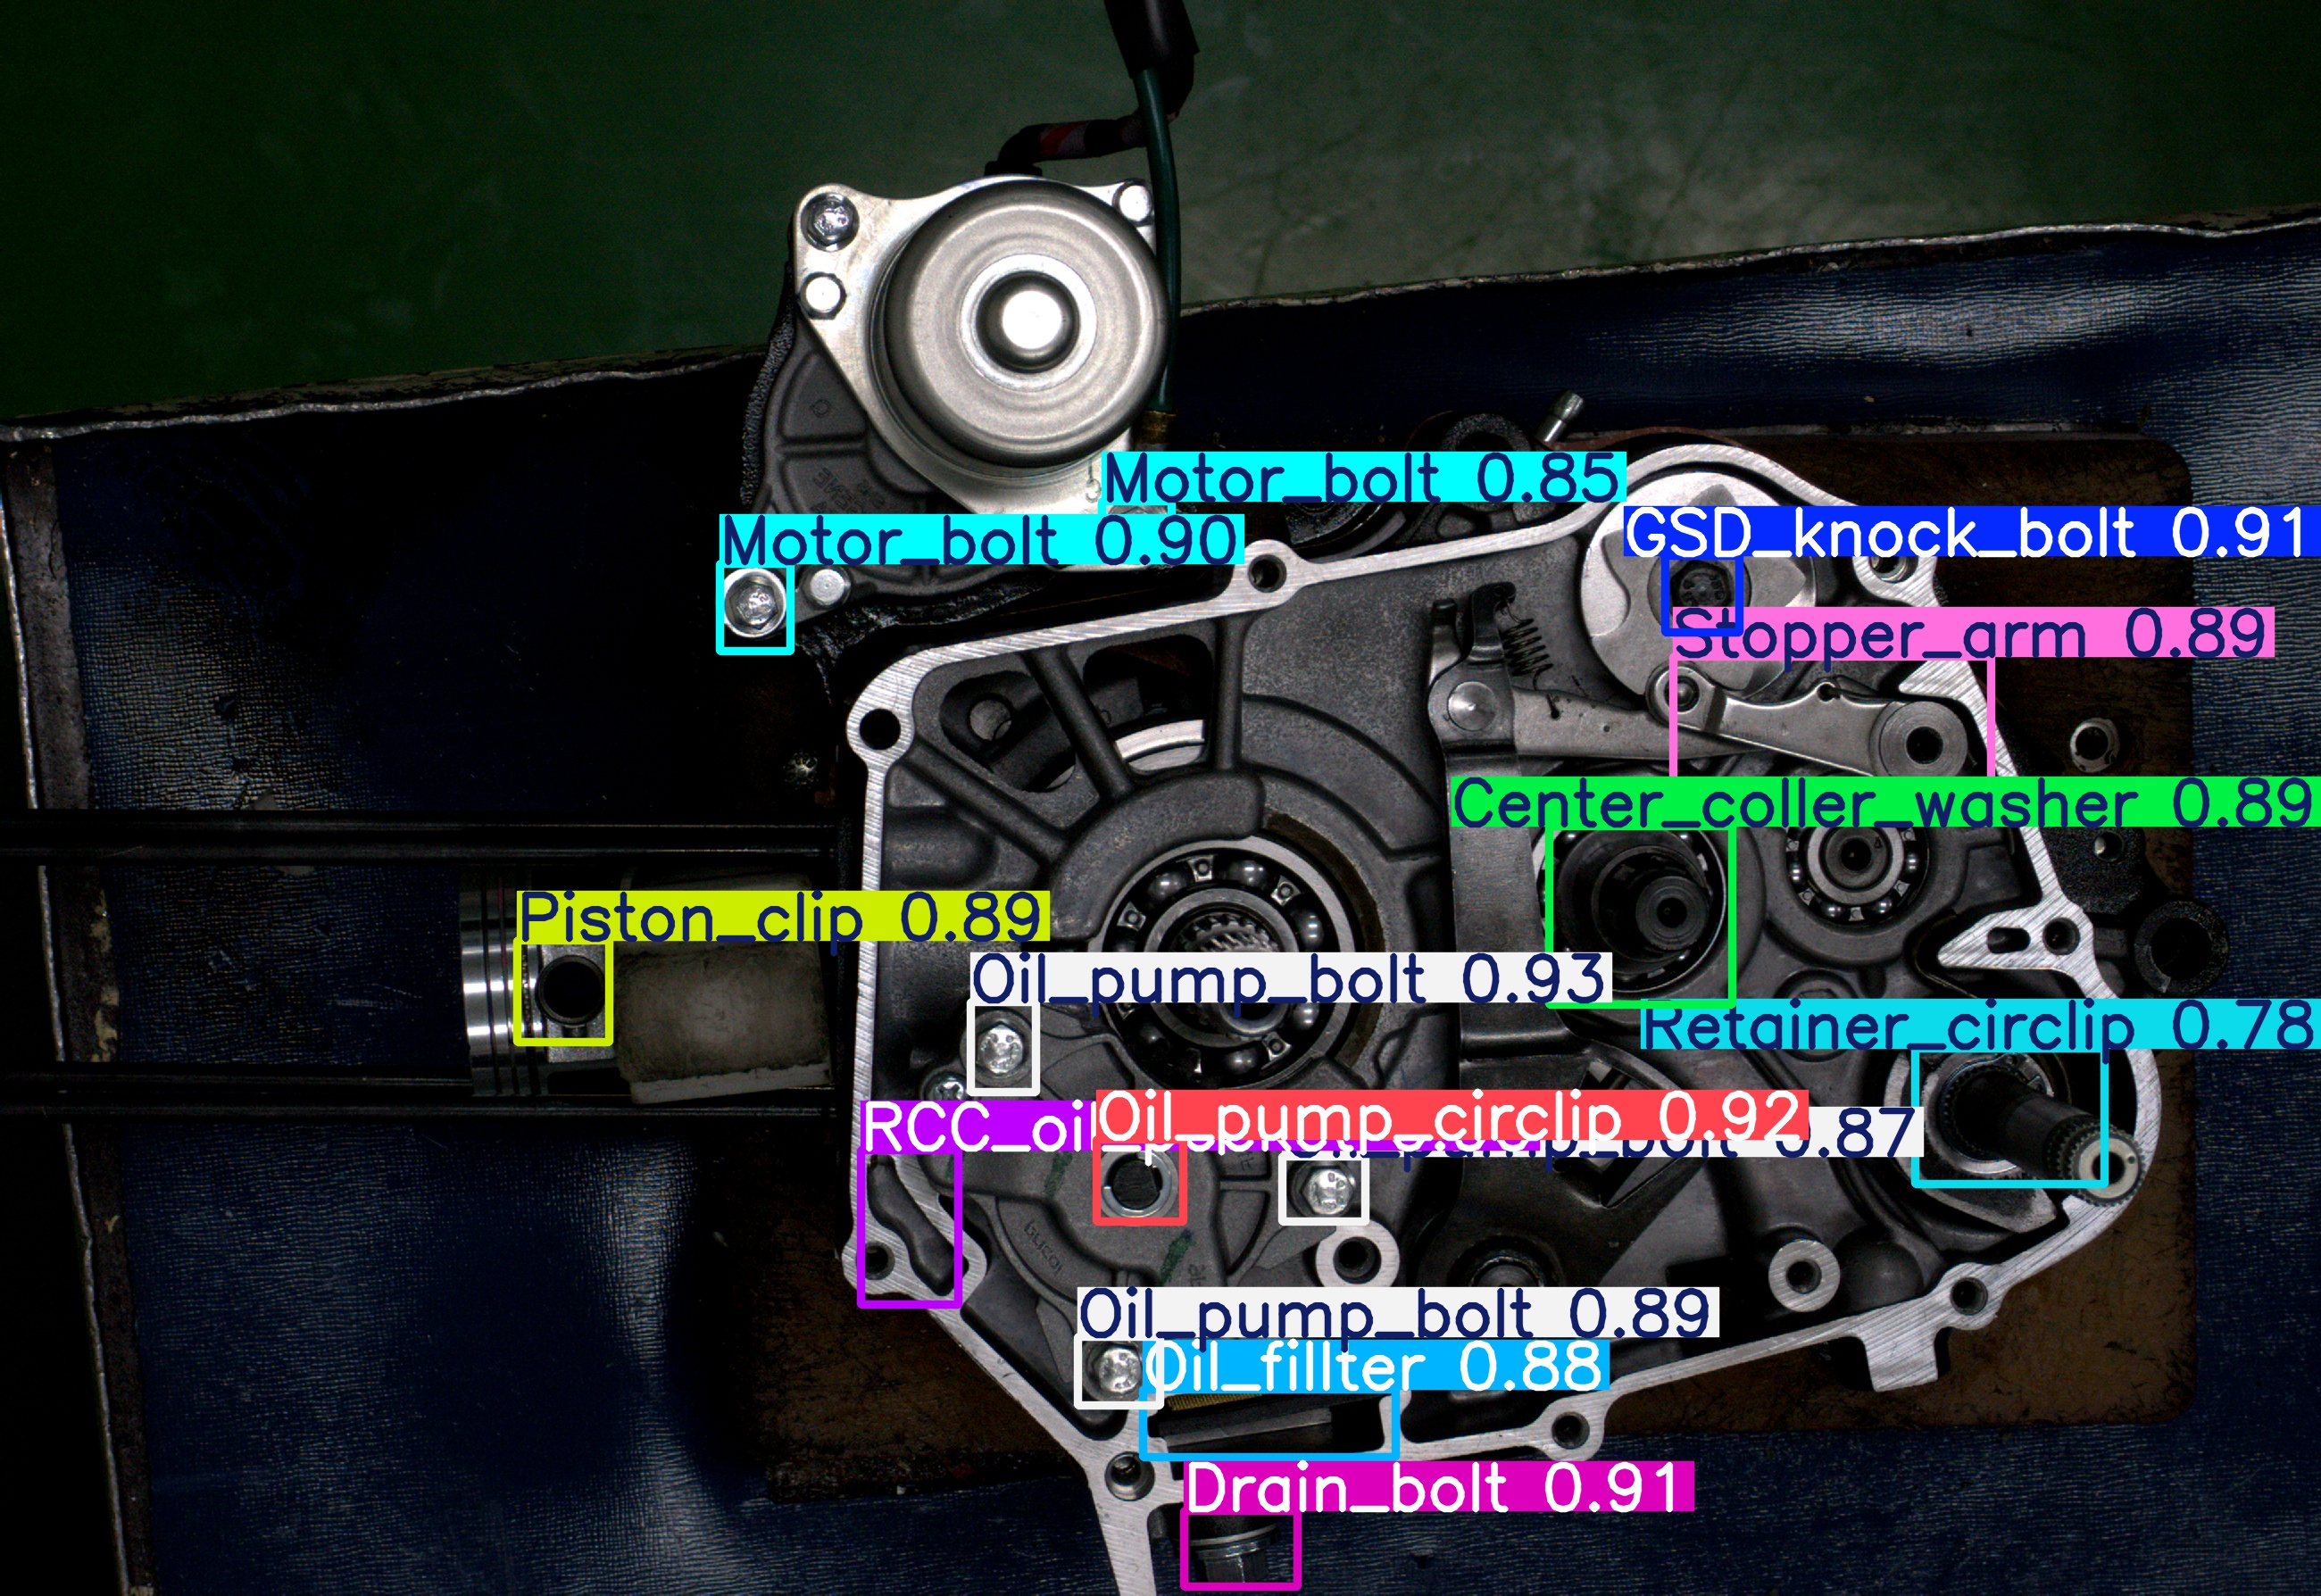 Motor_bolt 0.85
Motor_bolt 0.90
GSD_knock_bolt 0.91
Stopper_arm 0.89
Center_coller_washer 0.89
Piston_clip 0.89
Oil_pump_bolt 0.93
Retainer_circlip 0.78
RCC_oil
Oil_pump_circlip 0.92
0.87
Oil_pump_bolt 0.89
Oil_fillter 0.88
Drain_bolt 0.91